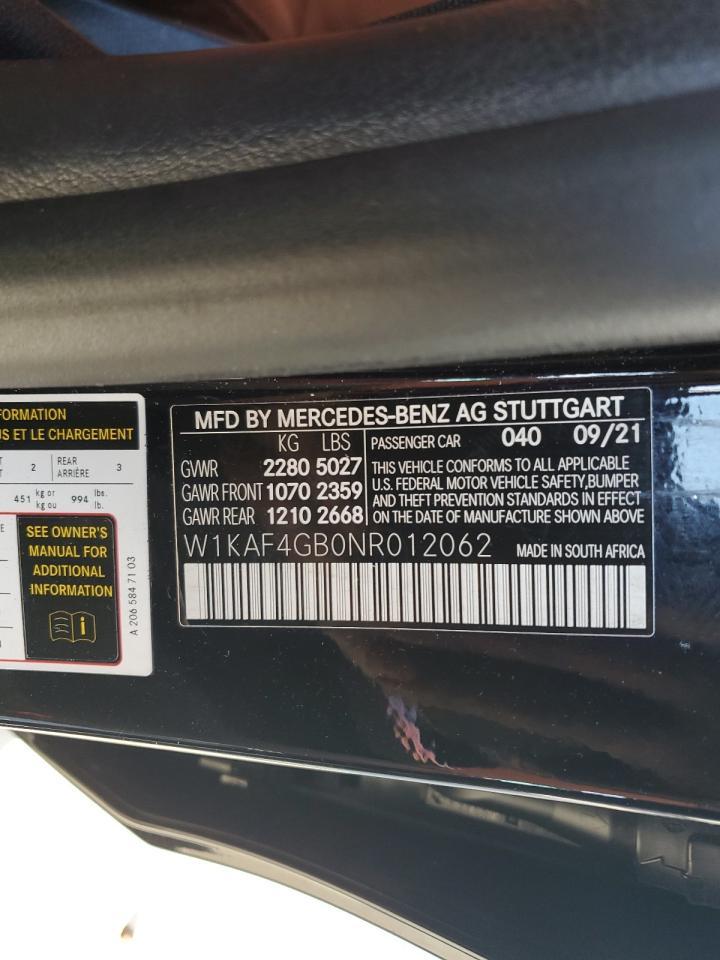 FORMATION
S ET LE CHARGEMENT
2 REAR ARRIÈRE 3
451 kg or kg ou 994 lbs. lb.
SEE OWNER'S
MANUAL FOR
ADDITIONAL
INFORMATION
A 206 584 71 03
MFD BY MERCEDES-BENZ AG STUTTGART
KG LBS PASSENGER CAR 040 09/21
GVWR 2280 5027
GAWR FRONT 1070 2359
GAWR REAR 1210 2668
THIS VEHICLE CONFORMS TO ALL APPLICABLE
U.S. FEDERAL MOTOR VEHICLE SAFETY,BUMPER
AND THEFT PREVENTION STANDARDS IN EFFECT
ON THE DATE OF MANUFACTURE SHOWN ABOVE
W1KAF4GB0NR012062 MADE IN SOUTH AFRICA